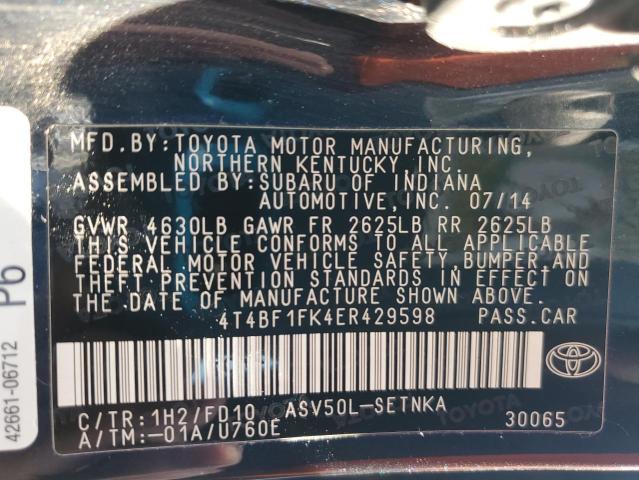 MFD.BY:TOYOTA MOTOR MANUFACTURING,
NORTHERN KENTUCKY, INC.
ASSEMBLED BY:SUBARU OF INDIANA
AUTOMOTIVE, INC. 07/14
GVWR 4630LB GAWR FR 2625LB RR 2625LB
THIS VEHICLE CONFORMS TO ALL APPLICABLE
FEDERAL MOTOR VEHICLE SAFETY, BUMPER AND
THEFT PREVENTION STANDARDS IN EFFECT ON
THE DATE OF MANUFACTURE SHOWN ABOVE.
4T4BF1FK4ER429598 PASS.CAR
C/TR:1H2/FD10 ASV50L-SETNKA
A/TM:-01A/U760E 30065
TOYOTA
42661-06712
P6